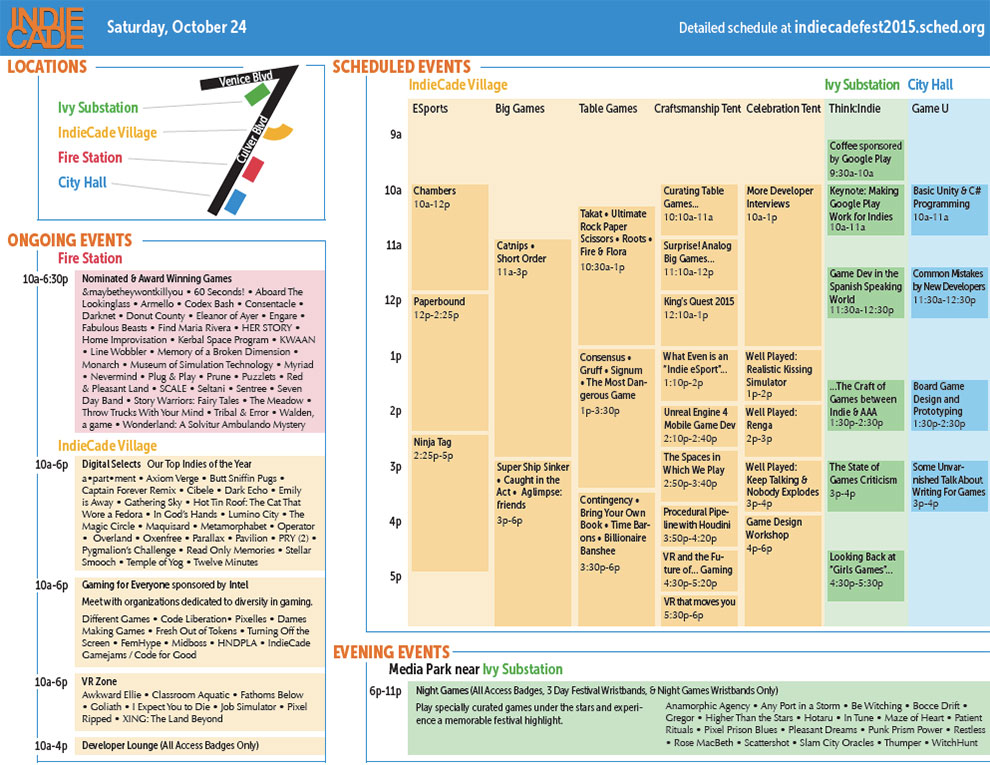 INDIE
CADE
Saturday, October 24
Detailed schedule at indiecadefest2015.sched.org
LOCATIONS
Venice Blvd
Culver Blvd
Ivy Substation
IndieCade Village
Fire Station
City Hall
ONGOING EVENTS
Fire Station
10a-6:30p
Nominated & Award Winning Games
&maybetheywontkillyou • 60 Seconds! • Aboard The
Lookinglass • Armello • Codex Bash • Consentacle •
Darknet • Donut County • Eleanor of Ayer • Engare •
Fabulous Beasts • Find Maria Rivera • HER STORY •
Home Improvisation • Kerbal Space Program • KWAAN
• Line Wobbler • Memory of a Broken Dimension •
Monarch • Museum of Simulation Technology • Myriad
• Nevermind • Plug & Play • Prune • Puzzlets • Red
& Pleasant Land • SCALE • Seltani • Sentree • Seven
Day Band • Story Warriors: Fairy Tales • The Meadow •
Throw Trucks With Your Mind • Tribal & Error • Walden,
a game • Wonderland: A Solvitur Ambulando Mystery
IndieCade Village
10a-6p
Digital Selects Our Top Indies of the Year
a•part•ment • Axiom Verge • Butt Sniffin Pugs •
Captain Forever Remix • Cibele • Dark Echo • Emily
is Away • Gathering Sky • Hot Tin Roof: The Cat That
Wore a Fedora • In God's Hands • Lumino City • The
Magic Circle • Maquisard • Metamorphabet • Operator
• Overland • Oxenfree • Parallax • Pavilion • PRY (2) •
Pygmalion's Challenge • Read Only Memories • Stellar
Smooch • Temple of Yog • Twelve Minutes
10a-6p
Gaming for Everyone sponsored by Intel
Meet with organizations dedicated to diversity in gaming.
Different Games • Code Liberation • Pixelles • Dames
Making Games • Fresh Out of Tokens • Turning Off the
Screen • FemHype • Midboss • HNDPLA • IndieCade
Gamejams / Code for Good
10a-6p
VR Zone
Awkward Ellie • Classroom Aquatic • Fathoms Below
• Goliath • I Expect You to Die • Job Simulator • Pixel
Ripped • XING: The Land Beyond
10a-4p
Developer Lounge (All Access Badges Only)
SCHEDULED EVENTS
IndieCade Village
Ivy Substation
City Hall
ESports
Big Games
Table Games
Craftsmanship Tent
Celebration Tent
Think:Indie
Game U
9a
10a
11a
12p
1p
2p
3p
4p
5p
Chambers
10a-12p
Paperbound
12p-2:25p
Ninja Tag
2:25p-5p
Catnips •
Short Order
11a-3p
Super Ship Sinker
• Caught in the
Act • Aglimpse:
friends
3p-6p
Takat • Ultimate
Rock Paper
Scissors • Roots •
Fire & Flora
10:30a-1p
Consensus •
Gruff • Signum
• The Most Dan-
gerous Game
1p-3:30p
Contingency •
Bring Your Own
Book • Time Bar-
ons • Billionaire
Banshee
3:30p-6p
Curating Table
Games...
10:10a-11a
Surprise! Analog
Big Games...
11:10a-12p
King's Quest 2015
12:10a-1p
What Even is an
"Indie eSport"...
1:10p-2p
Unreal Engine 4
Mobile Game Dev
2:10p-2:40p
The Spaces in
Which We Play
2:50p-3:40p
Procedural Pipe-
line with Houdini
3:50p-4:20p
VR and the Fu-
ture of... Gaming
4:30p-5:20p
VR that moves you
5:30p-6p
More Developer
Interviews
10a-1p
Well Played:
Realistic Kissing
Simulator
1p-2p
Well Played:
Renga
2p-3p
Well Played:
Keep Talking &
Nobody Explodes
3p-4p
Game Design
Workshop
4p-6p
Coffee sponsored
by Google Play
9:30a-10a
Keynote: Making
Google Play
Work for Indies
10a-11a
Game Dev in the
Spanish Speaking
World
11:30a-12:30p
...The Craft of
Games between
Indie & AAA
1:30p-2:30p
The State of
Games Criticism
3p-4p
Looking Back at
"Girls Games"...
4:30p-5:30p
Basic Unity & C#
Programming
10a-11a
Common Mistakes
by New Developers
11:30a-12:30p
Board Game
Design and
Prototyping
1:30p-2:30p
Some Unvar-
nished Talk About
Writing For Games
3p-4p
EVENING EVENTS
Media Park near Ivy Substation
6p-11p
Night Games (All Access Badges, 3 Day Festival Wristbands, & Night Games Wristbands Only)
Play specially curated games under the stars and experi-
ence a memorable festival highlight.
Anamorphic Agency • Any Port in a Storm • Be Witching • Bocce Drift •
Gregor • Higher Than the Stars • Hotaru • In Tune • Maze of Heart • Patient
Rituals • Pixel Prison Blues • Pleasant Dreams • Punk Prism Power • Restless
• Rose MacBeth • Scattershot • Slam City Oracles • Thumper • WitchHunt